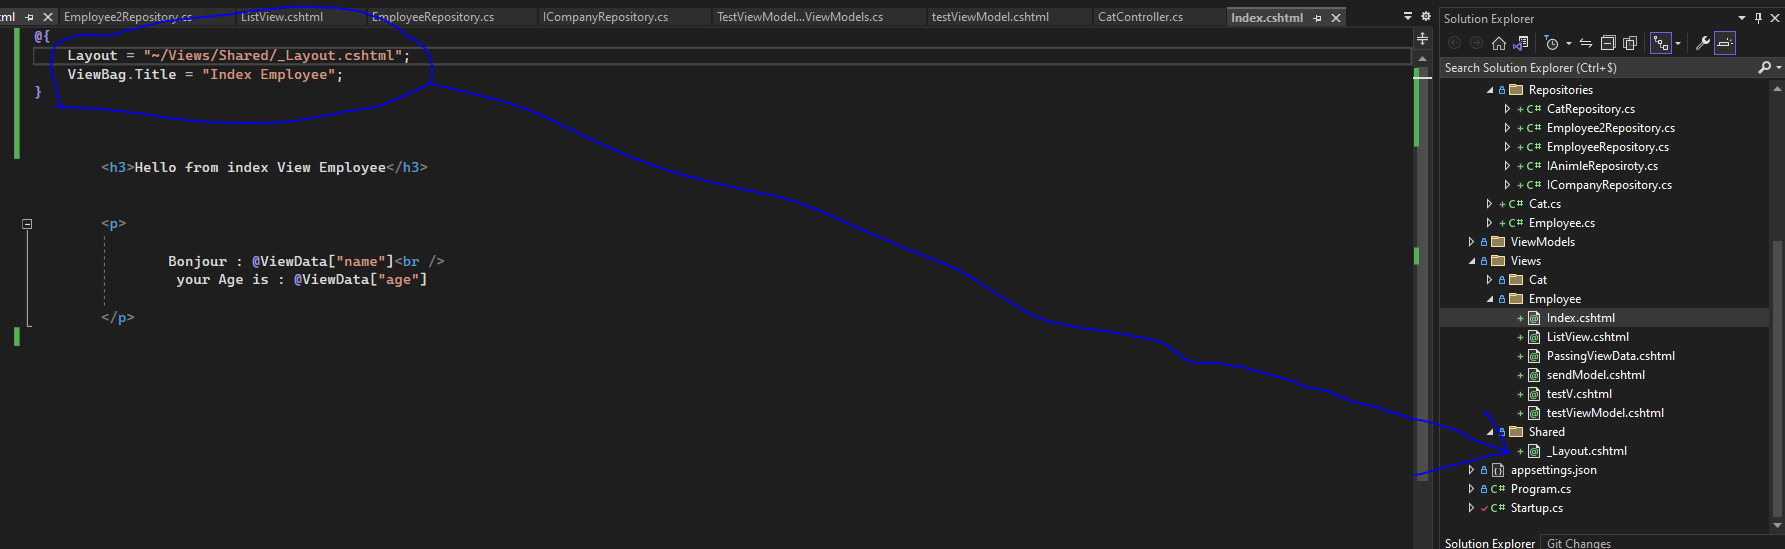 tml
Employee2Repository.cs
ListView.cshtml
EmployeeRepository.cs
ICompanyRepository.cs
TestViewModel...ViewModels.cs
testViewModel.cshtml
CatController.cs
Index.cshtml
@{
Layout = "~/Views/Shared/_Layout.cshtml";
ViewBag.Title = "Index Employee";
}
<h3>Hello from index View Employee</h3>
<p>
Bonjour : @ViewData["name"]<br />
your Age is : @ViewData["age"]
</p>
Solution Explorer
Search Solution Explorer (Ctrl+$)
Repositories
C# CatRepository.cs
C# Employee2Repository.cs
C# EmployeeRepository.cs
C# IAnimleReposiroty.cs
C# ICompanyRepository.cs
C# Cat.cs
C# Employee.cs
ViewModels
Views
Cat
Employee
Index.cshtml
ListView.cshtml
PassingViewData.cshtml
sendModel.cshtml
testV.cshtml
testViewModel.cshtml
Shared
_Layout.cshtml
appsettings.json
C# Program.cs
C# Startup.cs
Solution Explorer
Git Changes